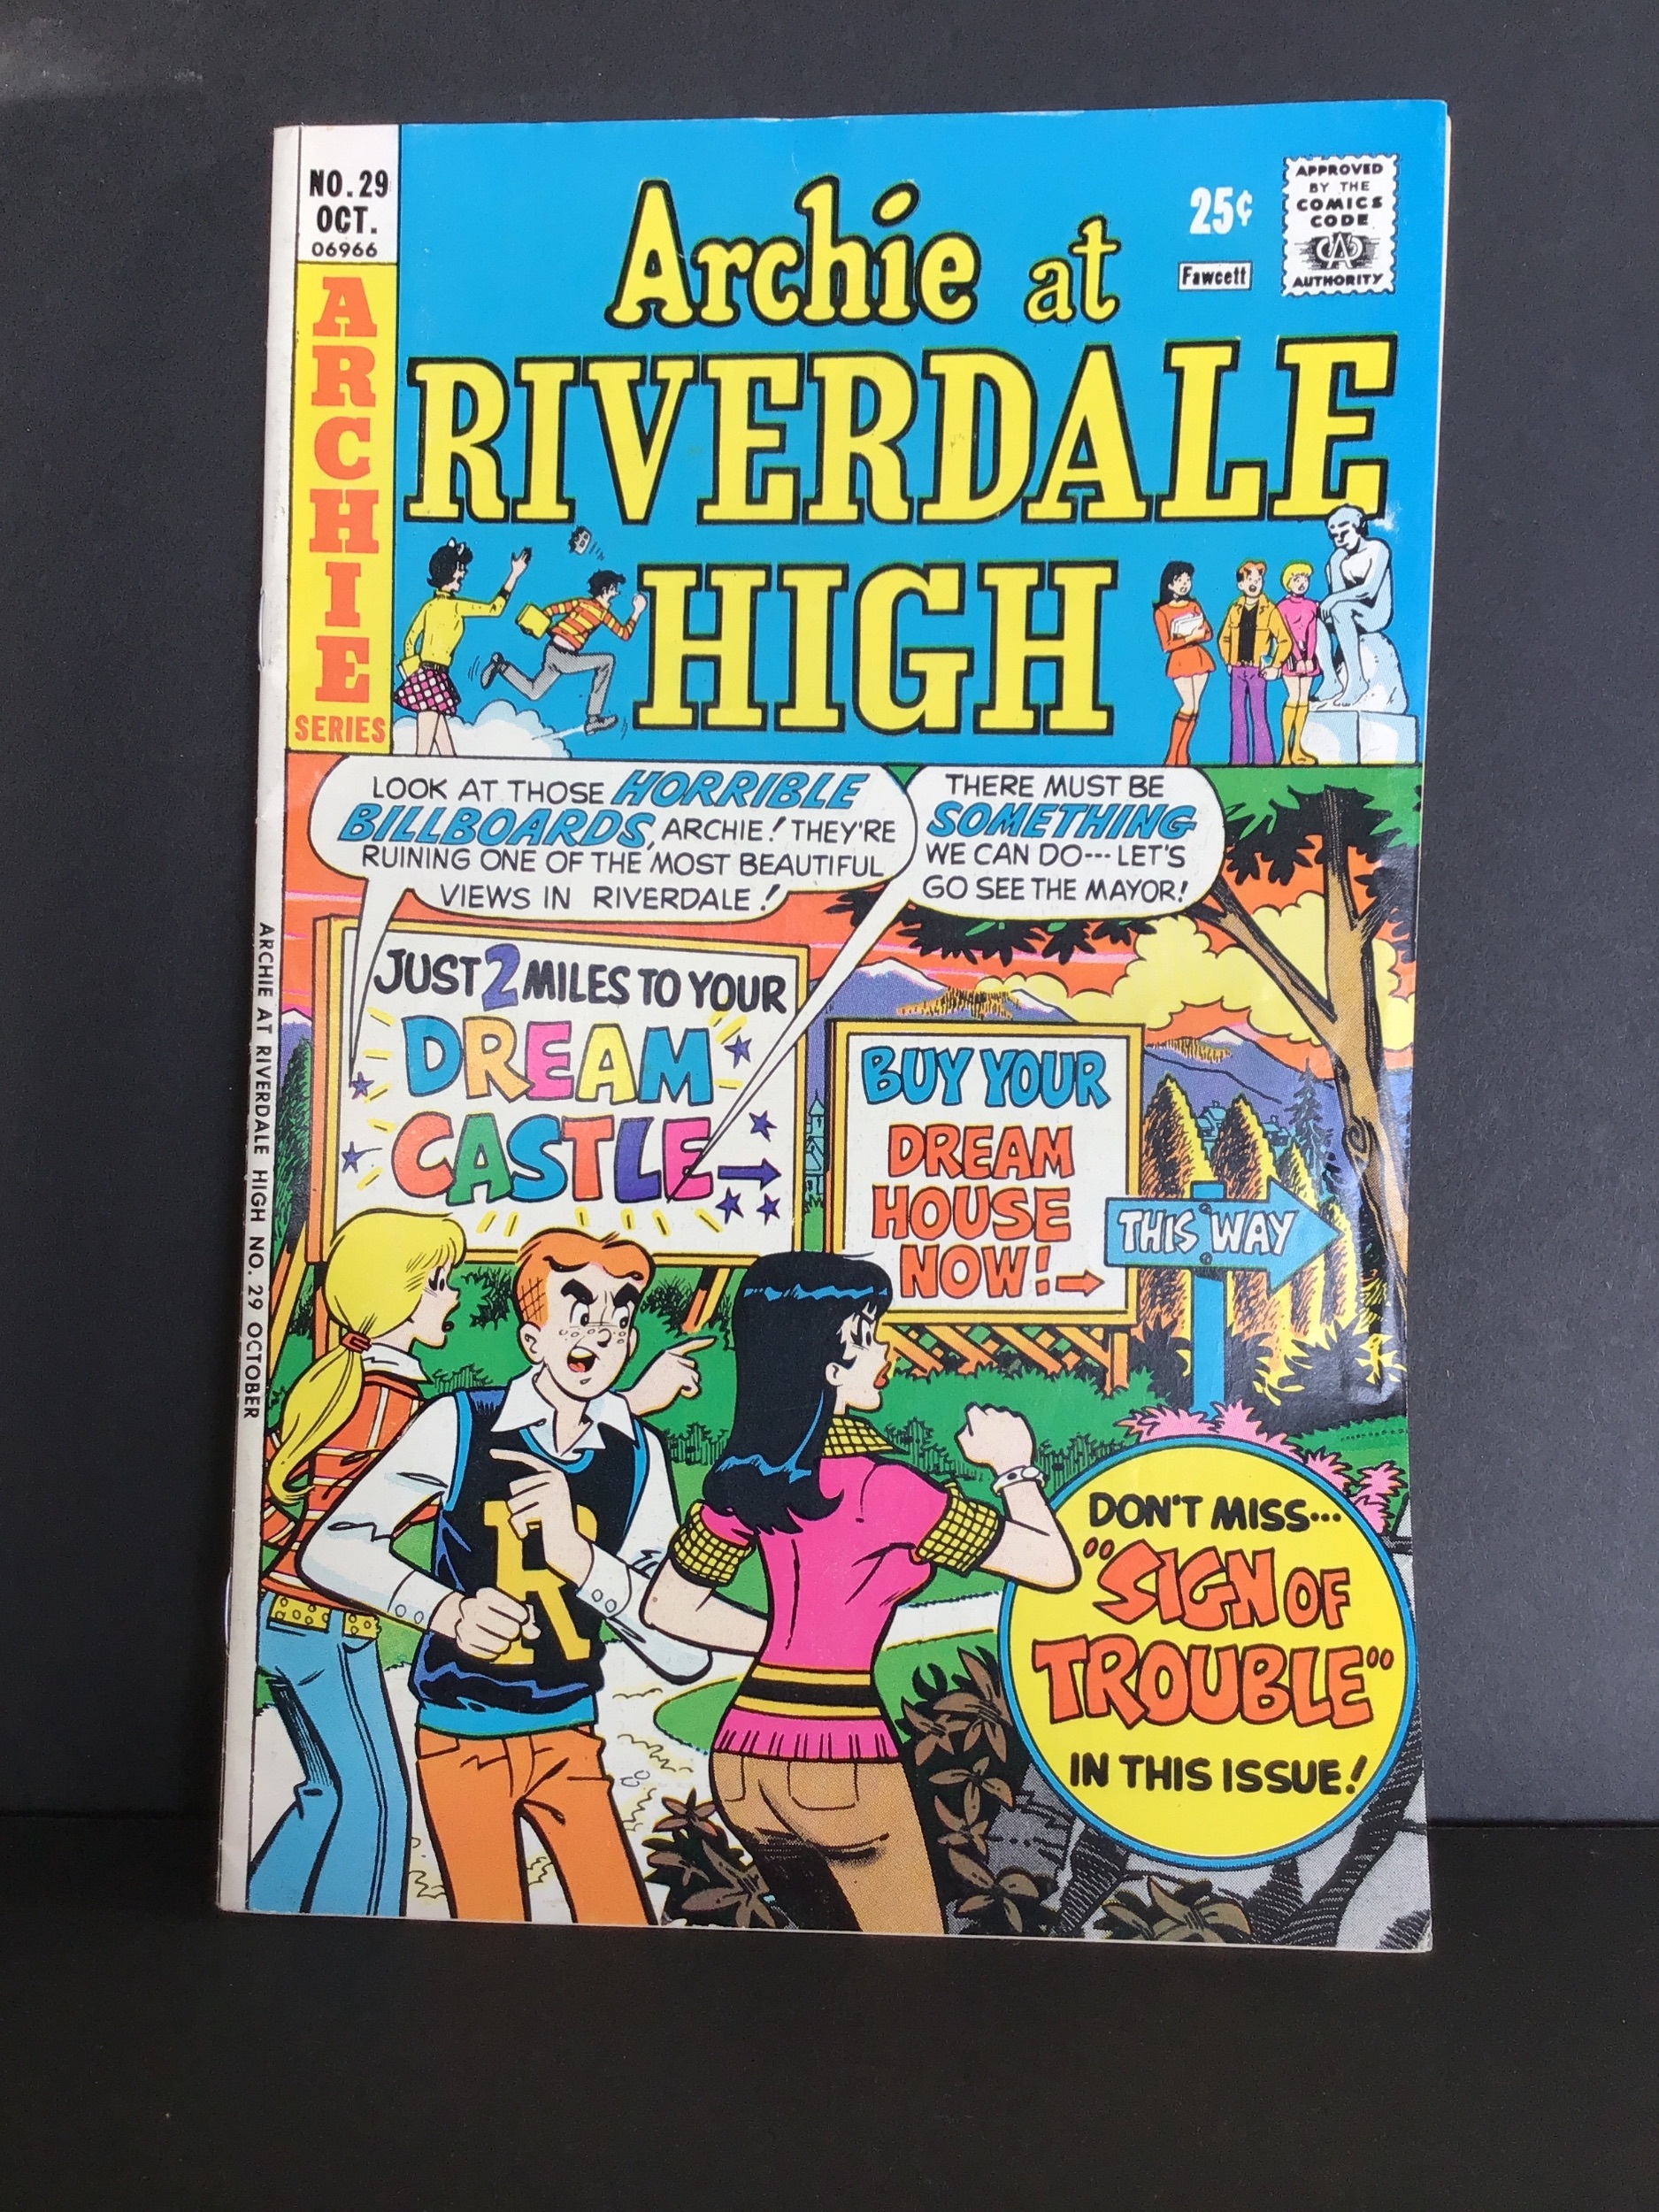 NO. 29
OCT.
06966
ARCHIE
SERIES
Archie at
RIVERDALE
HIGH
25¢
Fawcett
APPROVED
BY THE
COMICS
CODE
CA
AUTHORITY
LOOK AT THOSE HORRIBLE
BILLBOARDS, ARCHIE! THEY'RE
RUINING ONE OF THE MOST BEAUTIFUL
VIEWS IN RIVERDALE!
THERE MUST BE
SOMETHING
WE CAN DO--- LET'S
GO SEE THE MAYOR!
JUST 2 MILES TO YOUR
DREAM
CASTLE
BUY YOUR
DREAM
HOUSE
NOW!
THIS WAY
R
DON'T MISS...
"SIGN OF
TROUBLE"
IN THIS ISSUE!
ARCHIE AT RIVERDALE HIGH NO. 29 OCTOBER